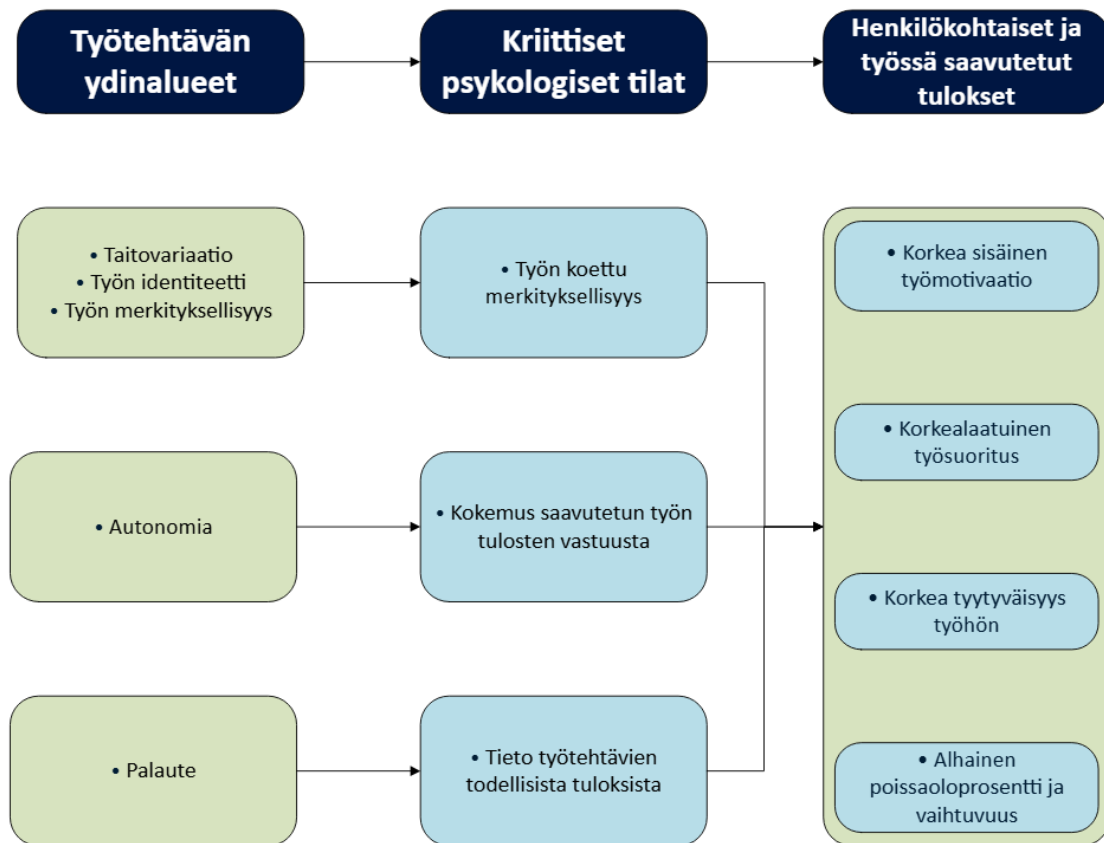 Työtehtävän
ydinalueet
Kriittiset
psykologiset tilat
Henkilökohtaiset ja
työssä saavutetut
tulokset
• Taitovariaatio
• Työn identiteetti
• Työn merkityksellisyys
• Työn koettu
merkityksellisyys
• Korkea sisäinen
työmotivaatio
• Korkealaatuinen
työsuoritus
• Autonomia
• Kokemus saavutetun työn
tulosten vastuusta
• Korkea tyytyväisyys
työhön
• Palaute
• Tieto työtehtävien
todellisista tuloksista
• Alhainen
poissaoloprosentti ja
vaihtuvuus